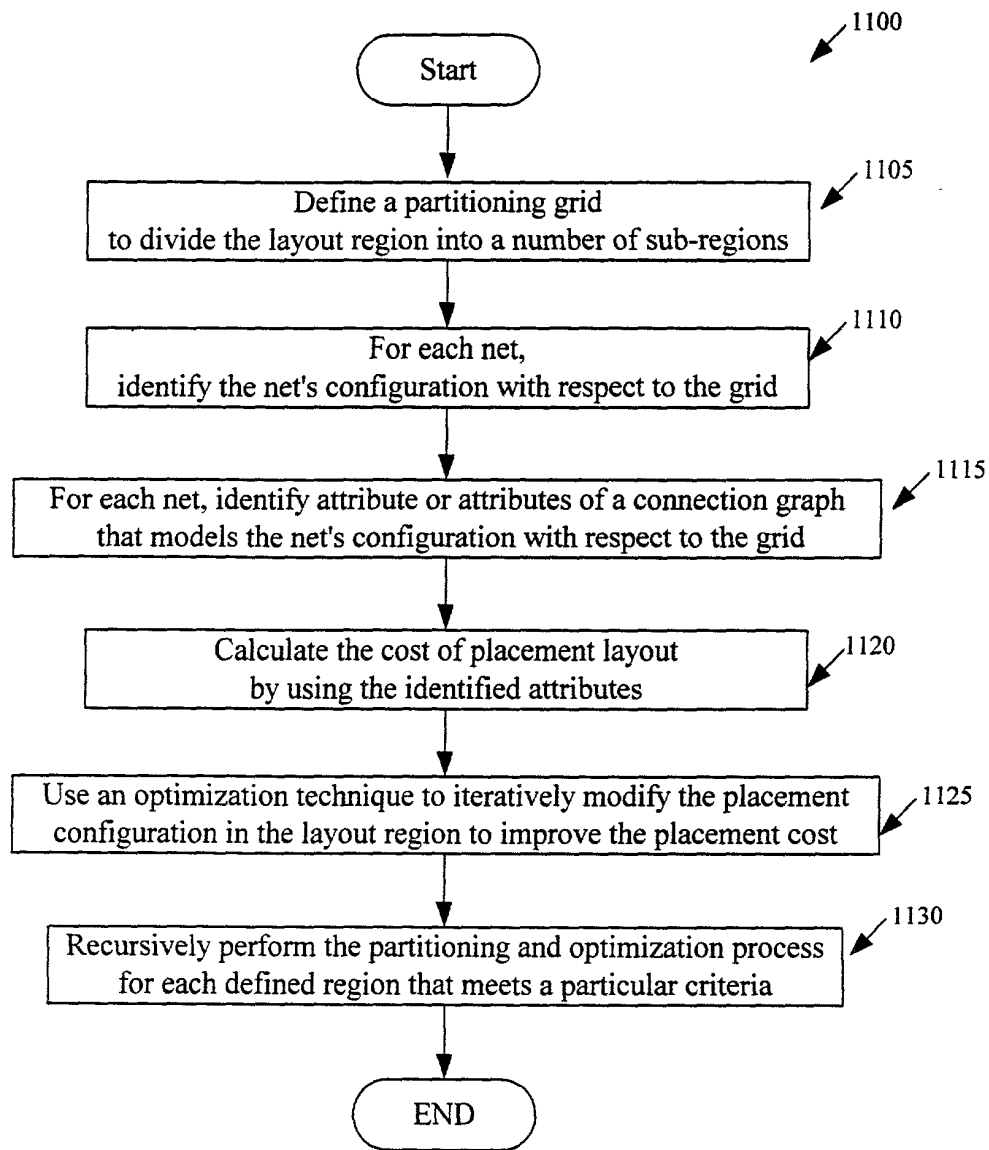 1100
Start
1105
Define a partitioning grid
to divide the layout region into a number of sub-regions
1110
For each net,
identify the net's configuration with respect to the grid
1115
For each net, identify attribute or attributes of a connection graph
that models the net's configuration with respect to the grid
1120
Calculate the cost of placement layout
by using the identified attributes
1125
Use an optimization technique to iteratively modify the placement
configuration in the layout region to improve the placement cost
1130
Recursively perform the partitioning and optimization process
for each defined region that meets a particular criteria
END